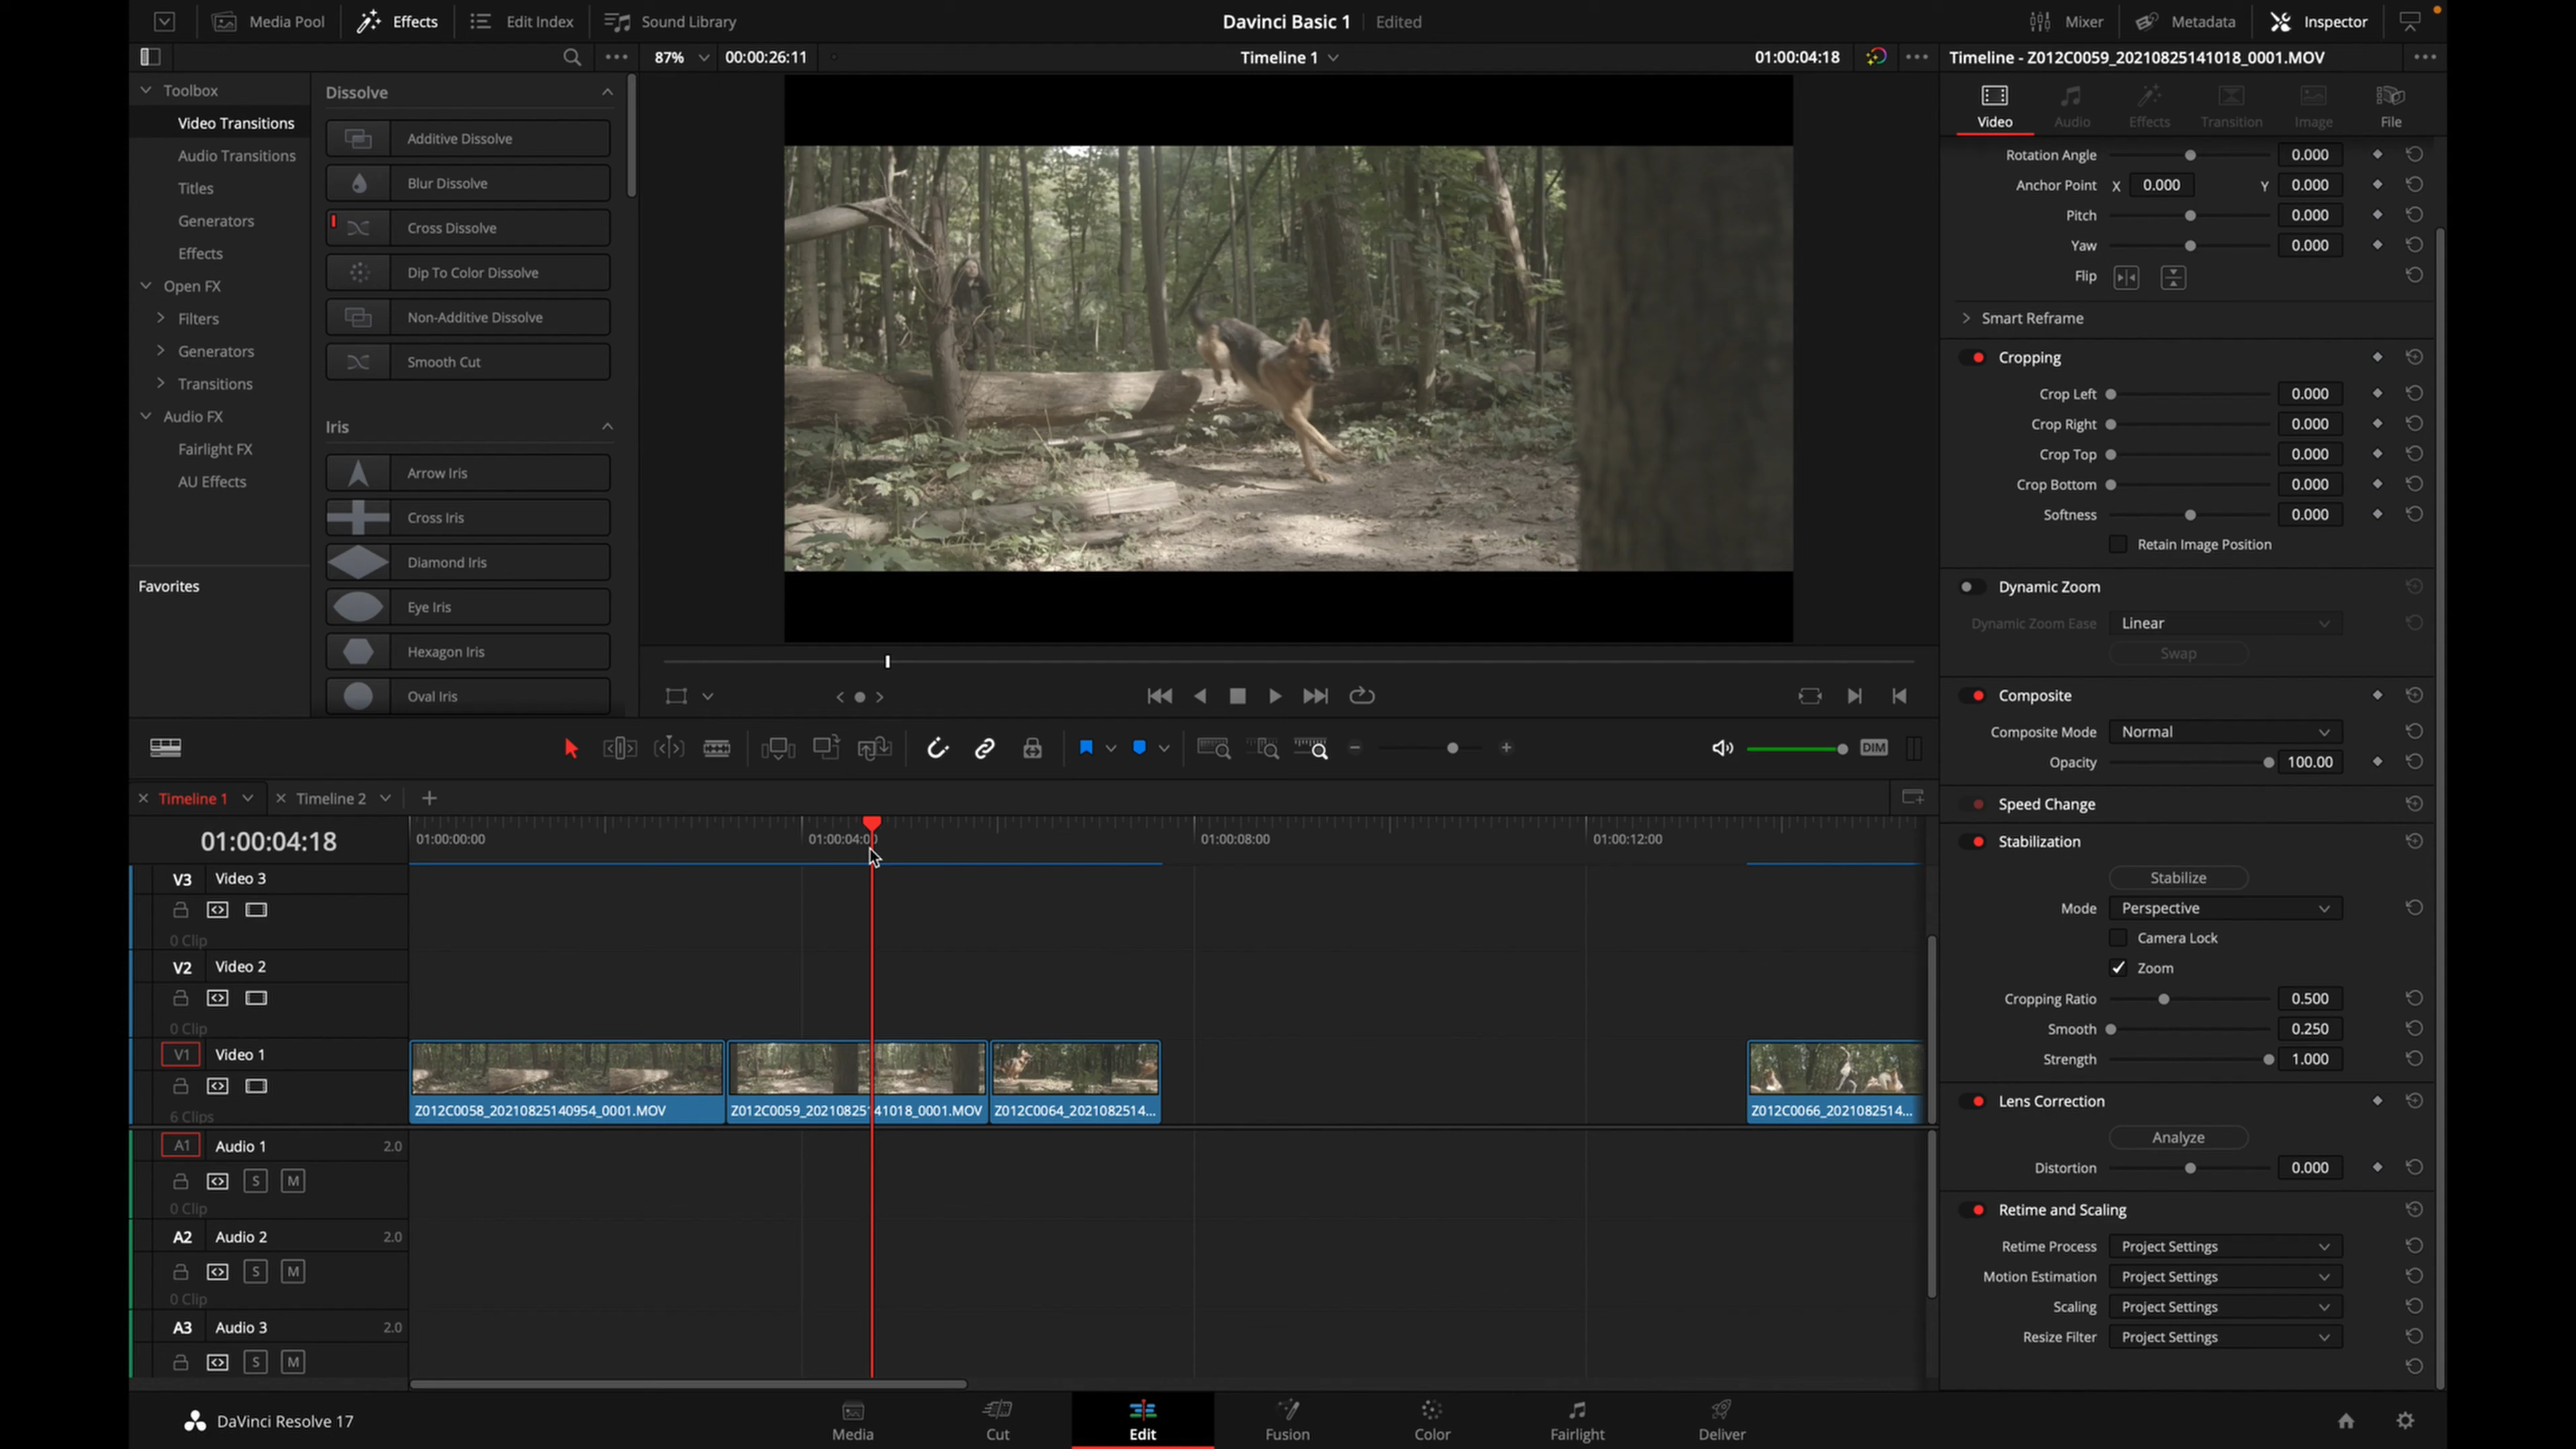 Media Pool Effects Edit Index Sound Library Davinci Basic 1 Edited Mixer Metadata Inspector
87% 00:00:26:11 Timeline 1 01:00:04:18 Timeline - Z012C0059_20210825141018_0001.MOV
Toolbox
Video Transitions
Audio Transitions
Titles
Generators
Effects
Open FX
Filters
Generators
Transitions
Audio FX
Fairlight FX
AU Effects
Favorites
Dissolve
Additive Dissolve
Blur Dissolve
Cross Dissolve
Dip To Color Dissolve
Non-Additive Dissolve
Smooth Cut
Iris
Arrow Iris
Cross Iris
Diamond Iris
Eye Iris
Hexagon Iris
Oval Iris
Video Audio Effects Transition Image File
Rotation Angle 0.000
Anchor Point X 0.000 Y 0.000
Pitch 0.000
Yaw 0.000
Flip
Smart Reframe
Cropping
Crop Left 0.000
Crop Right 0.000
Crop Top 0.000
Crop Bottom 0.000
Softness 0.000
Retain Image Position
Dynamic Zoom
Dynamic Zoom Ease Linear
Swap
Composite
Composite Mode Normal
Opacity 100.00
Speed Change
Stabilization
Stabilize
Mode Perspective
Camera Lock
Zoom
Cropping Ratio 0.500
Smooth 0.250
Strength 1.000
Lens Correction
Analyze
Distortion 0.000
Retime and Scaling
Retime Process Project Settings
Motion Estimation Project Settings
Scaling Project Settings
Resize Filter Project Settings
DIM
Timeline 1 Timeline 2
01:00:04:18 01:00:00:00 01:00:04:00 01:00:08:00 01:00:12:00
V3 Video 3
0 Clip
V2 Video 2
0 Clip
V1 Video 1
6 Clips
Z012C0058_20210825140954_0001.MOV Z012C0059_20210825141018_0001.MOV Z012C0064_2021082514... Z012C0066_2021082514...
A1 Audio 1 2.0
S M
0 Clip
A2 Audio 2 2.0
S M
0 Clip
A3 Audio 3 2.0
S M
DaVinci Resolve 17 Media Cut Edit Fusion Color Fairlight Deliver